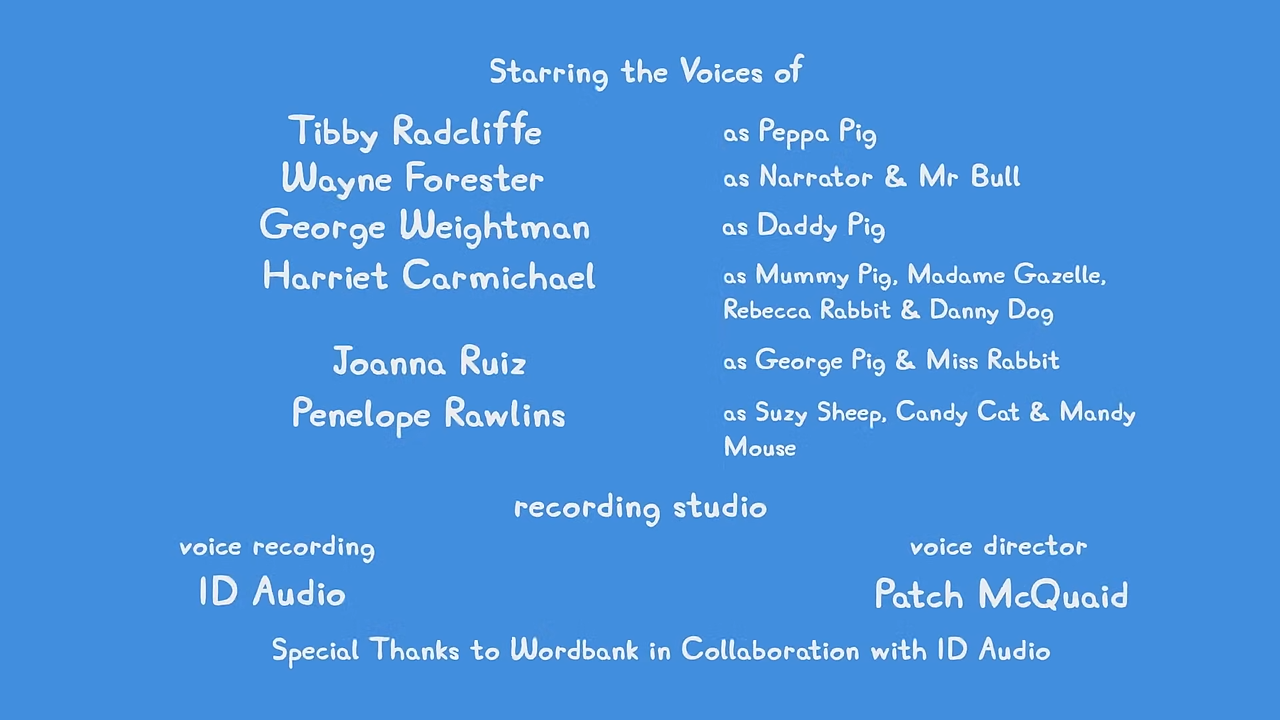 Starring the Voices of
Tibby Radcliffe as Peppa Pig
Wayne Forester as Narrator & Mr Bull
George Weightman as Daddy Pig
Harriet Carmichael as Mummy Pig, Madame Gazelle,
Rebecca Rabbit & Danny Dog
Joanna Ruiz as George Pig & Miss Rabbit
Penelope Rawlins as Suzy Sheep, Candy Cat & Mandy
Mouse
recording studio
voice recording voice director
ID Audio Patch McQuaid
Special Thanks to Wordbank in Collaboration with ID Audio